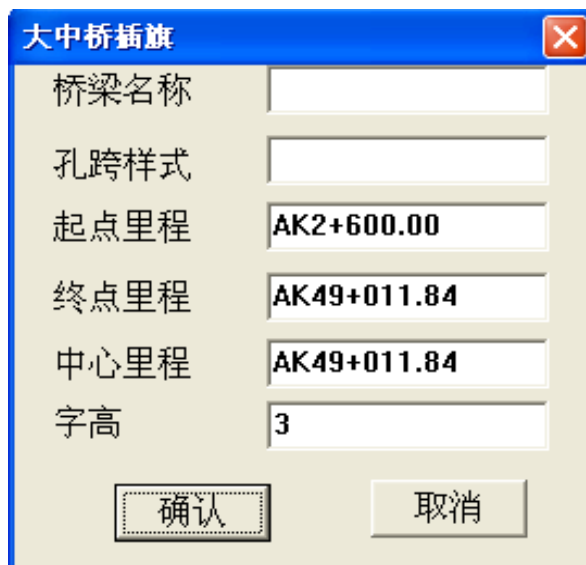 大中桥插旗
桥梁名称
孔跨样式
起点里程 AK2+600.00
终点里程 AK49+011.84
中心里程 AK49+011.84
字高 3
确认 取消